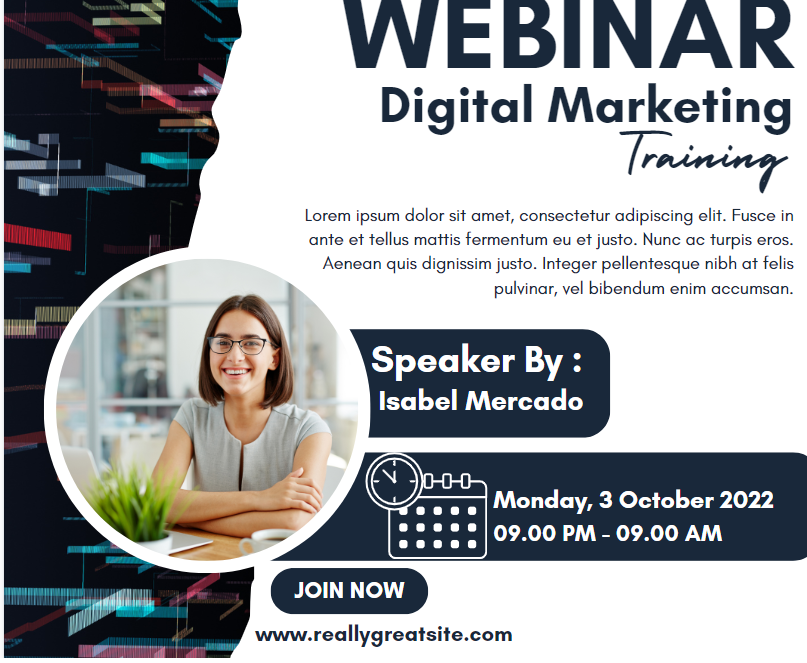 WEBINAR
Digital Marketing
Training
Lorem ipsum dolor sit amet, consectetur adipiscing elit. Fusce in
ante et tellus mattis fermentum eu et justo. Nunc ac turpis eros.
Aenean quis dignissim justo. Integer pellentesque nibh at felis
pulvinar, vel bibendum enim accumsan.
Speaker By :
Isabel Mercado
Monday, 3 October 2022
09.00 PM - 09.00 AM
JOIN NOW
www.reallygreatsite.com